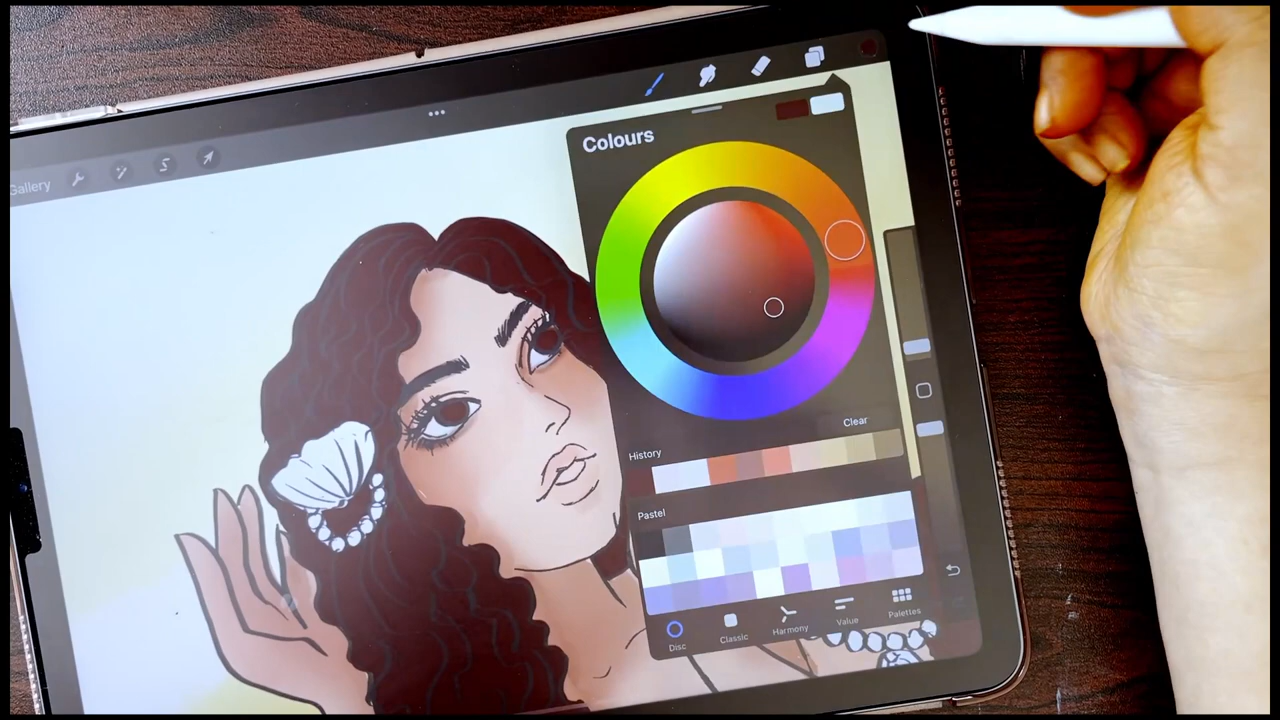 Gallery
Colours
Clear
History
Pastel
Disc
Classic
Harmony
Value
Palettes